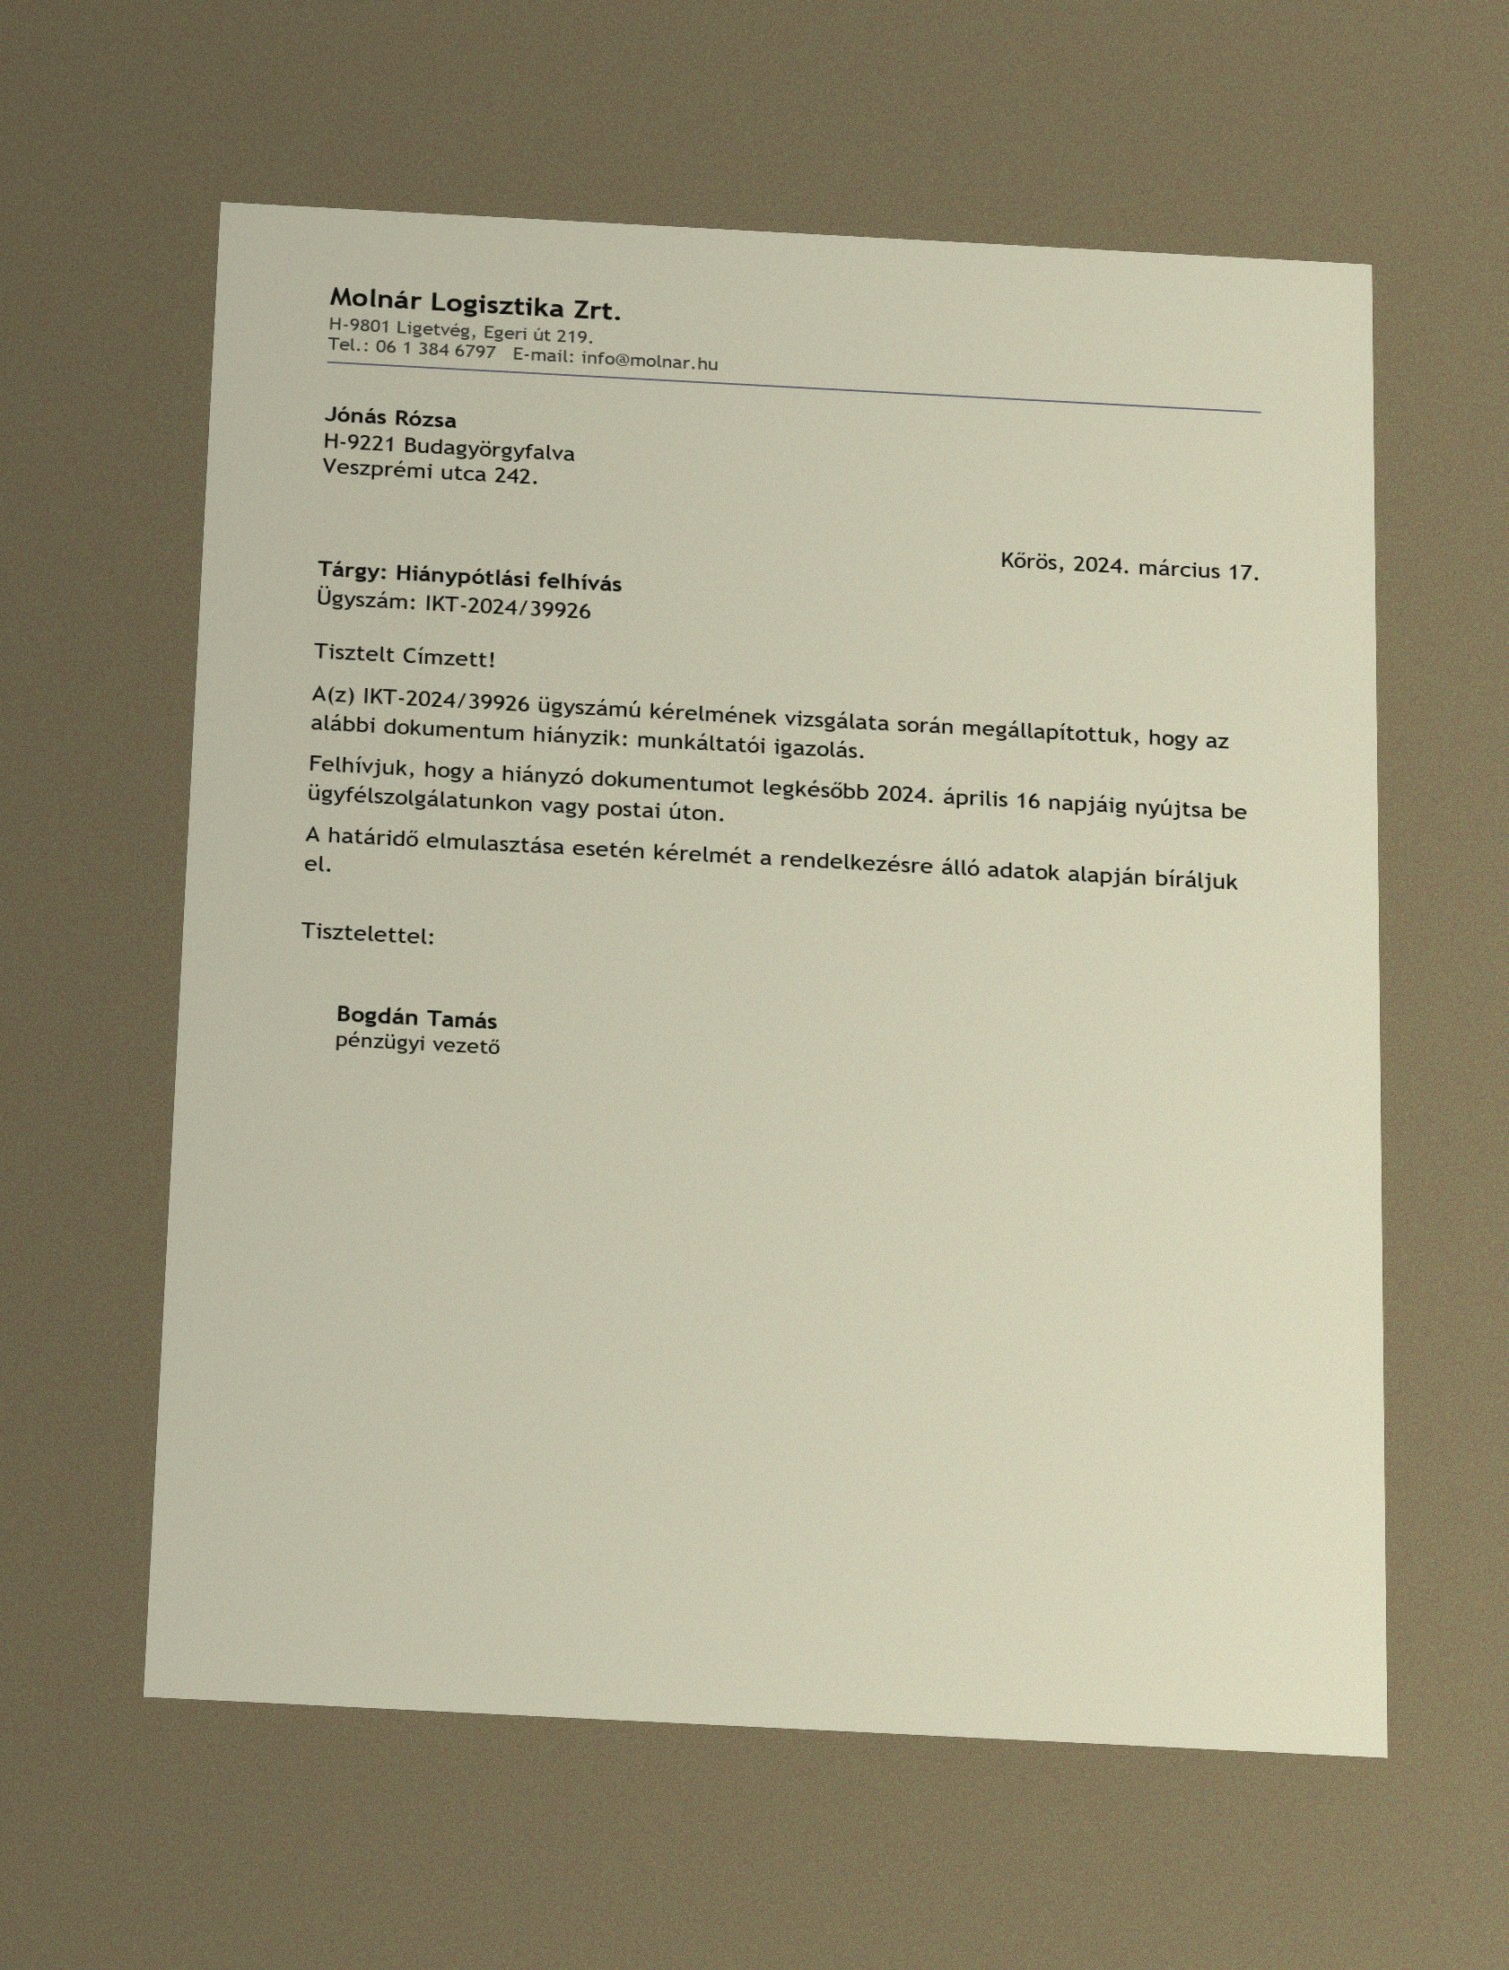 Molnár Logisztika Zrt.
H-9801 Ligetvég, Egeri út 219.
Tel.: 06 1 384 6797   E-mail: info@molnar.hu
Jónás Rózsa
H-9221 Budagyörgyfalva
Veszprémi utca 242.
Kőrös, 2024. március 17.
Tárgy: Hiánypótlási felhívás
Ügyszám: IKT-2024/39926
Tisztelt Címzett!
A(z) IKT-2024/39926 ügyszámú kérelmének vizsgálata során megállapítottuk, hogy az
alábbi dokumentum hiányzik: munkáltatói igazolás.
Felhívjuk, hogy a hiányzó dokumentumot legkésőbb 2024. április 16 napjáig nyújtsa be
ügyfélszolgálatunkon vagy postai úton.
A határidő elmulasztása esetén kérelmét a rendelkezésre álló adatok alapján bíráljuk
el.
Tisztelettel:
Bogdán Tamás
pénzügyi vezető